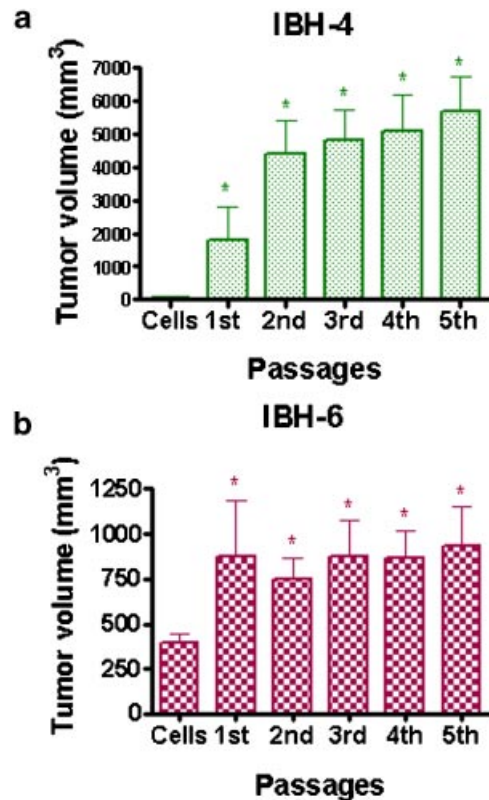 a
IBH-4
Tumor volume (mm³)
7000
6000
5000
4000
3000
2000
1000
0
* * * * *
Cells 1st 2nd 3rd 4th 5th
Passages
b
IBH-6
Tumor volume (mm³)
1250
1000
750
500
250
0
* * * * *
Cells 1st 2nd 3rd 4th 5th
Passages